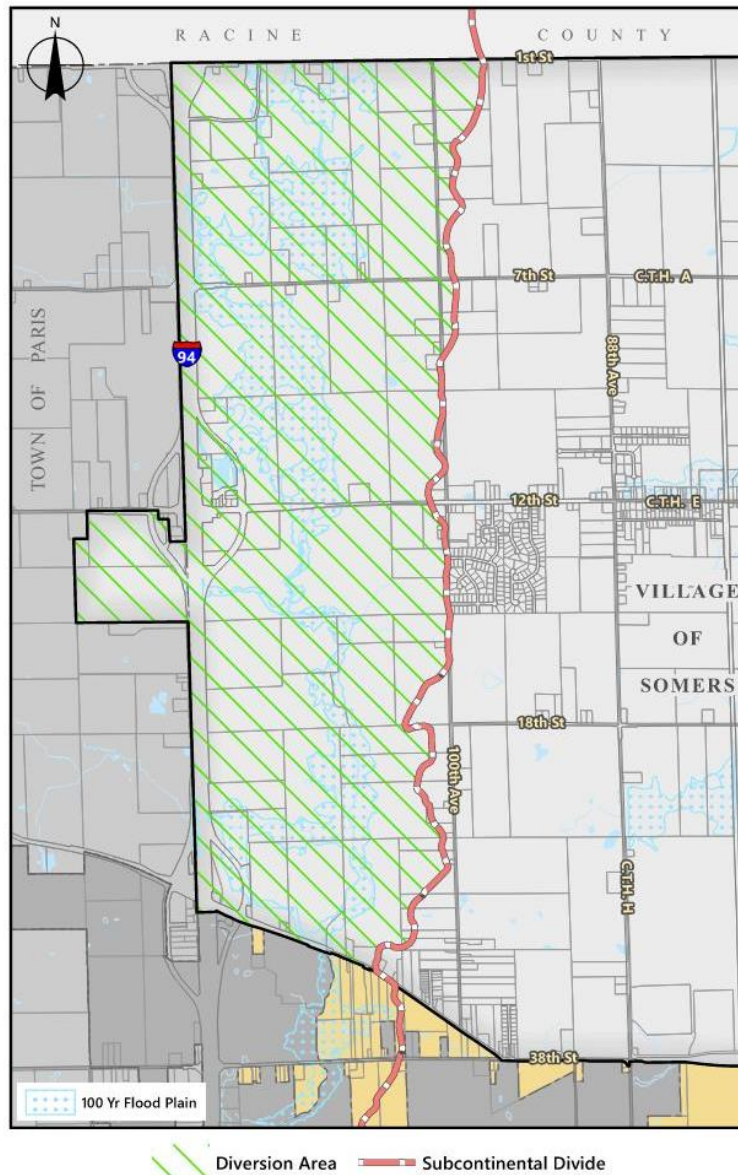 N
RACINE COUNTY
1st St
7th St
C.T.H. A
TOWN OF PARIS
94
88th Ave
12th St
C.T.H. E
VILLAGE
OF
SOMERS
18th St
100th Ave
C.T.H. H
38th St
100 Yr Flood Plain
Diversion Area
Subcontinental Divide